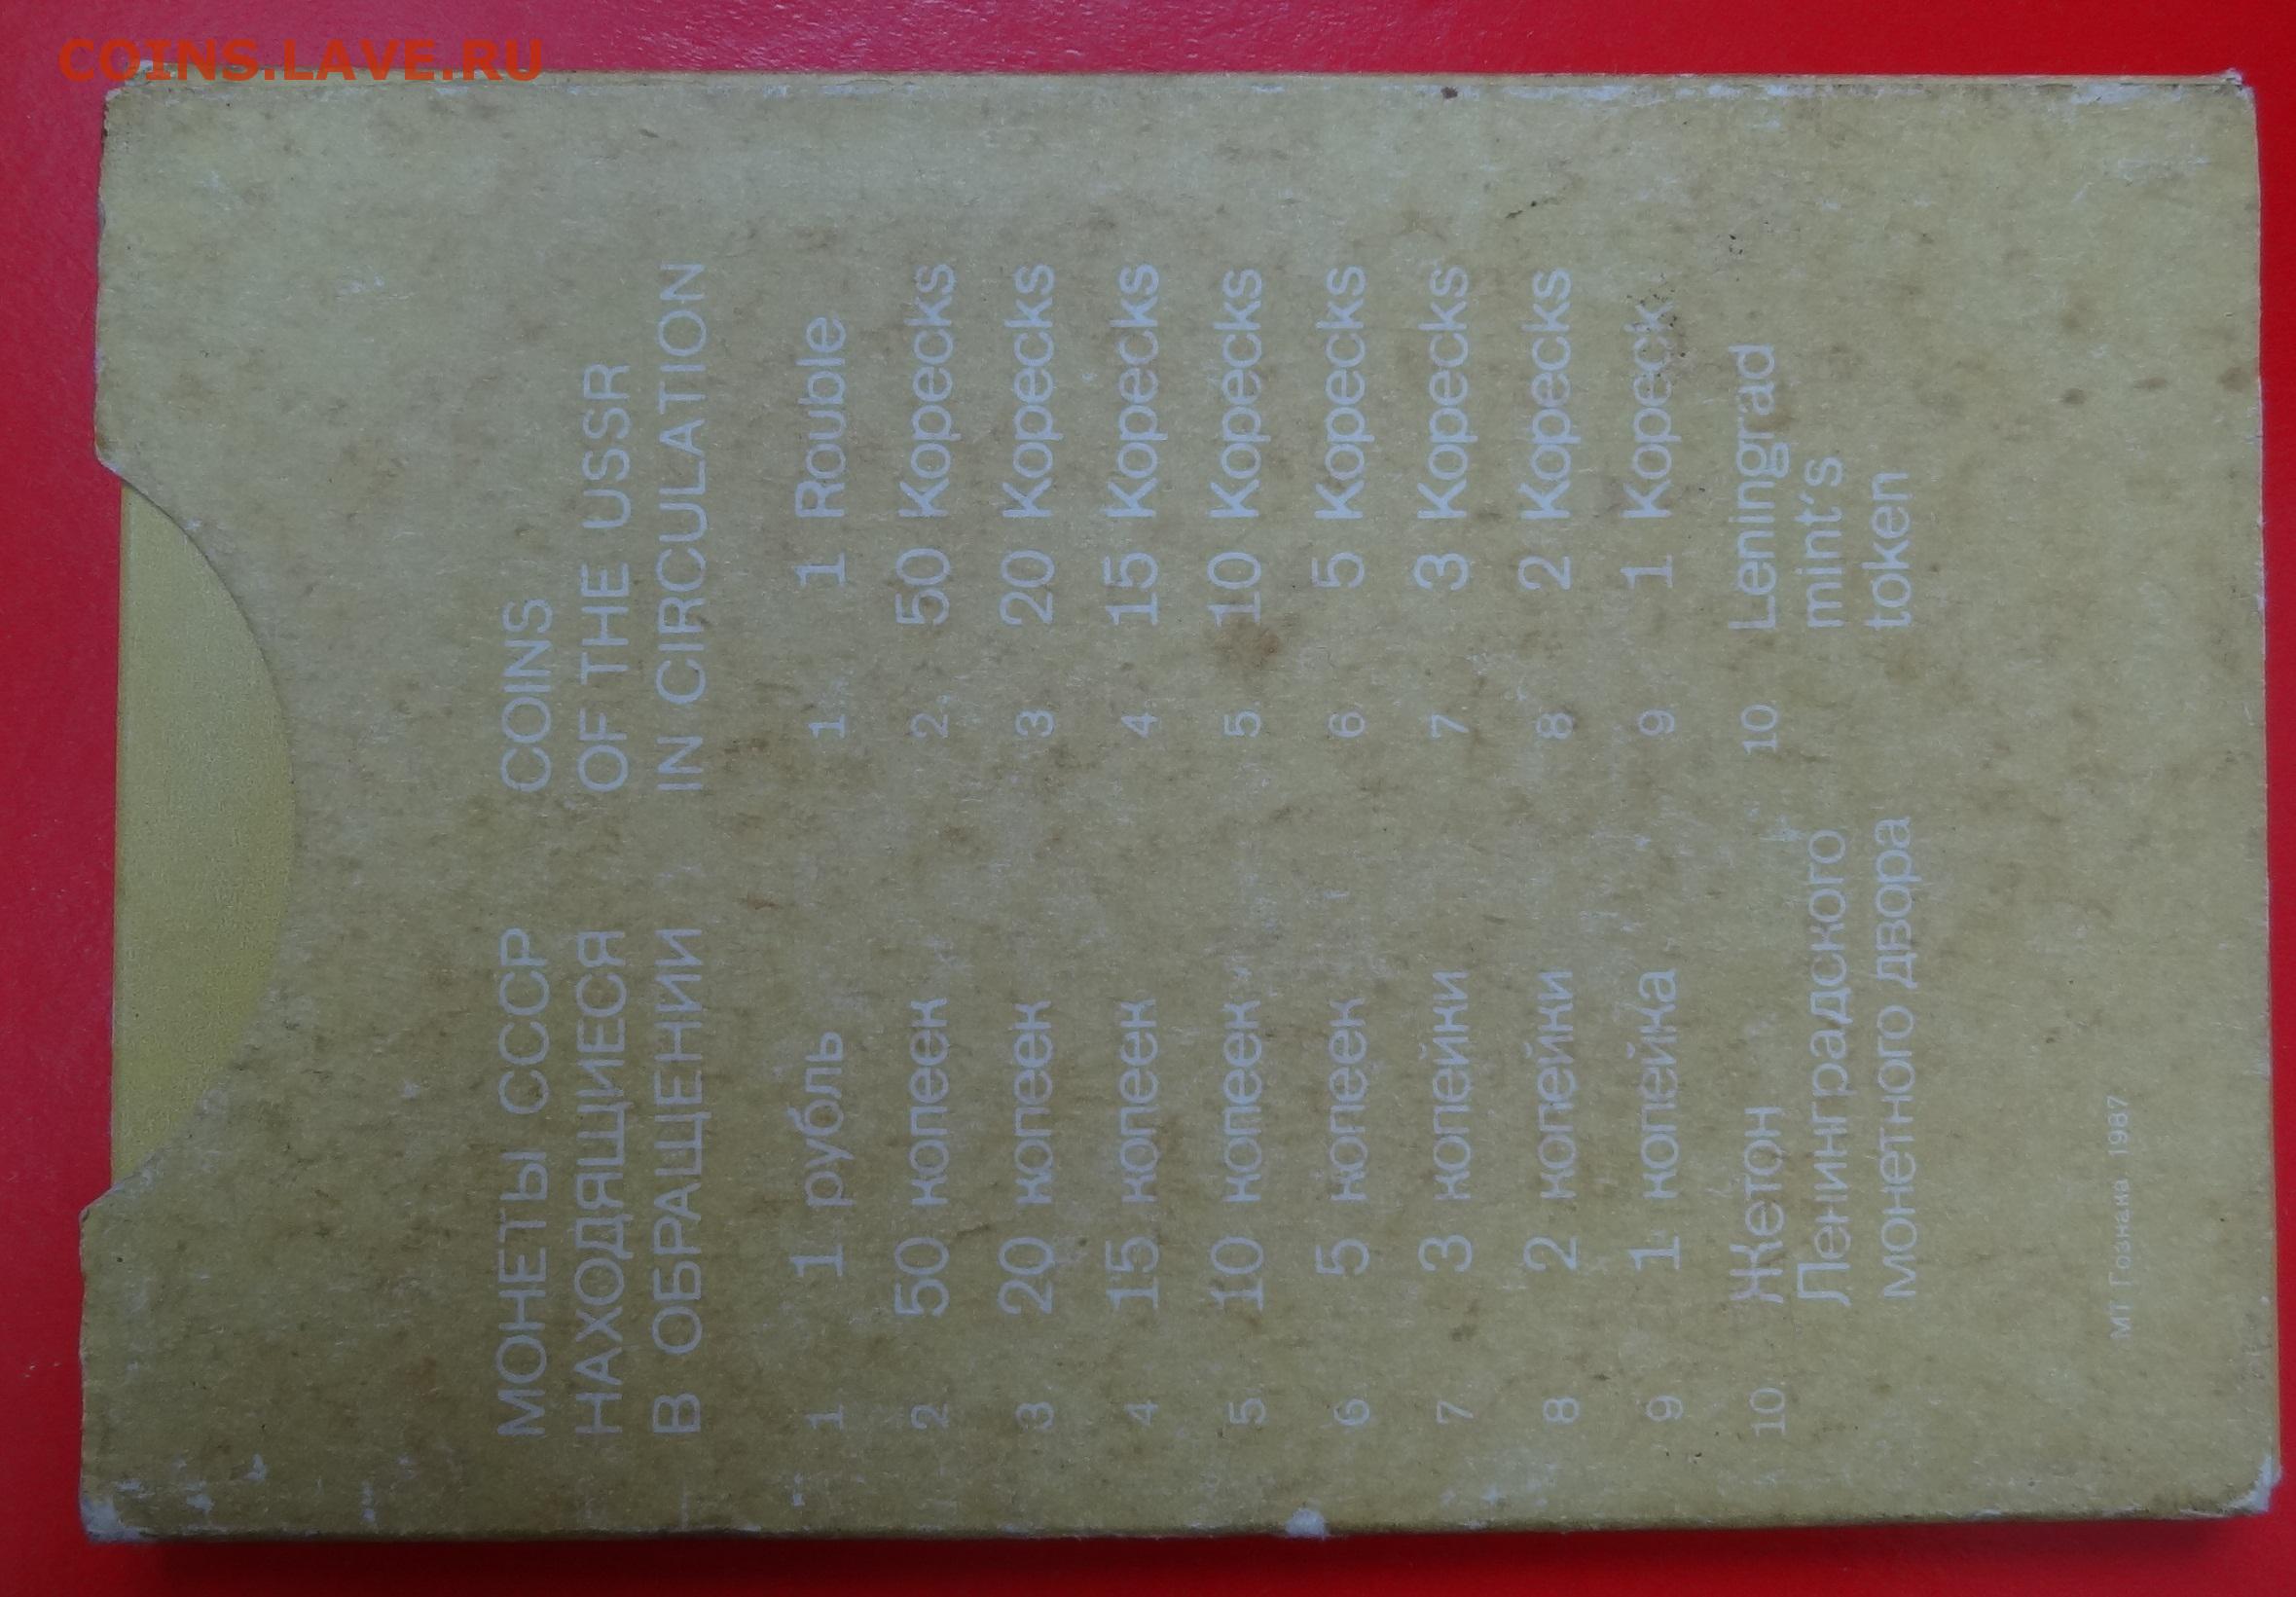 COINS.LAVE.RU
МОНЕТЫ СССР
НАХОДЯЩИЕСЯ
В ОБРАЩЕНИИ
1 1 рубль
2 50 копеек
3 20 копеек
4 15 копеек
5 10 копеек
6 5 копеек
7 3 копейки
8 2 копейки
9 1 копейка
10. Жетон
Ленинградского
монетного двора
COINS
OF THE USSR
IN CIRCULATION
1. 1 Rouble
2. 50 Kopecks
3 20 Kopecks
4. 15 Kopecks
5. 10 Kopecks
6. 5 Kopecks
7 3 Kopecks
8 2 Kopecks
9 1 Kopeck
10 Leningrad
mint's
token
МТ Гознака 1987